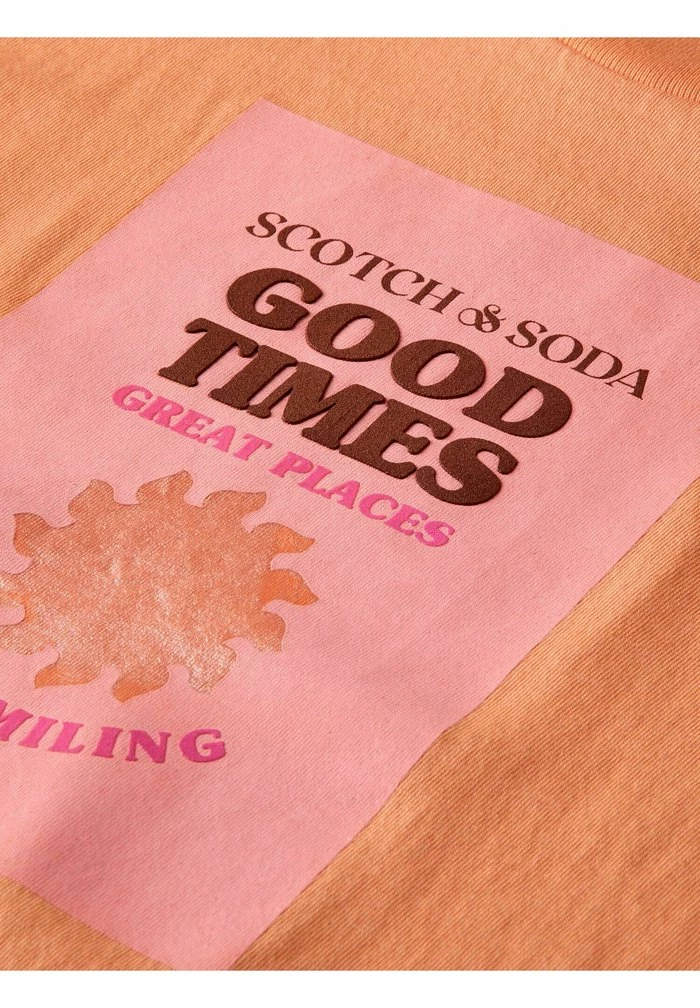 SCOTCH & SODA
GOOD
TIMES
GREAT PLACES
MILING